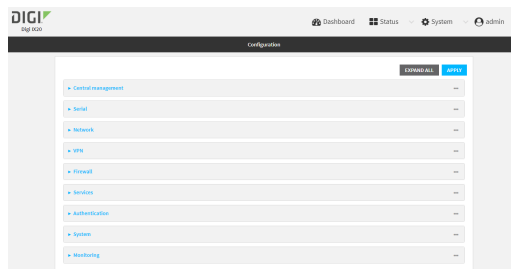 DIGI
Digi IX20
Dashboard Status System admin
Configuration
EXPAND ALL APPLY
Central management
Serial
Network
VPN
Firewall
Services
Authentication
System
Monitoring